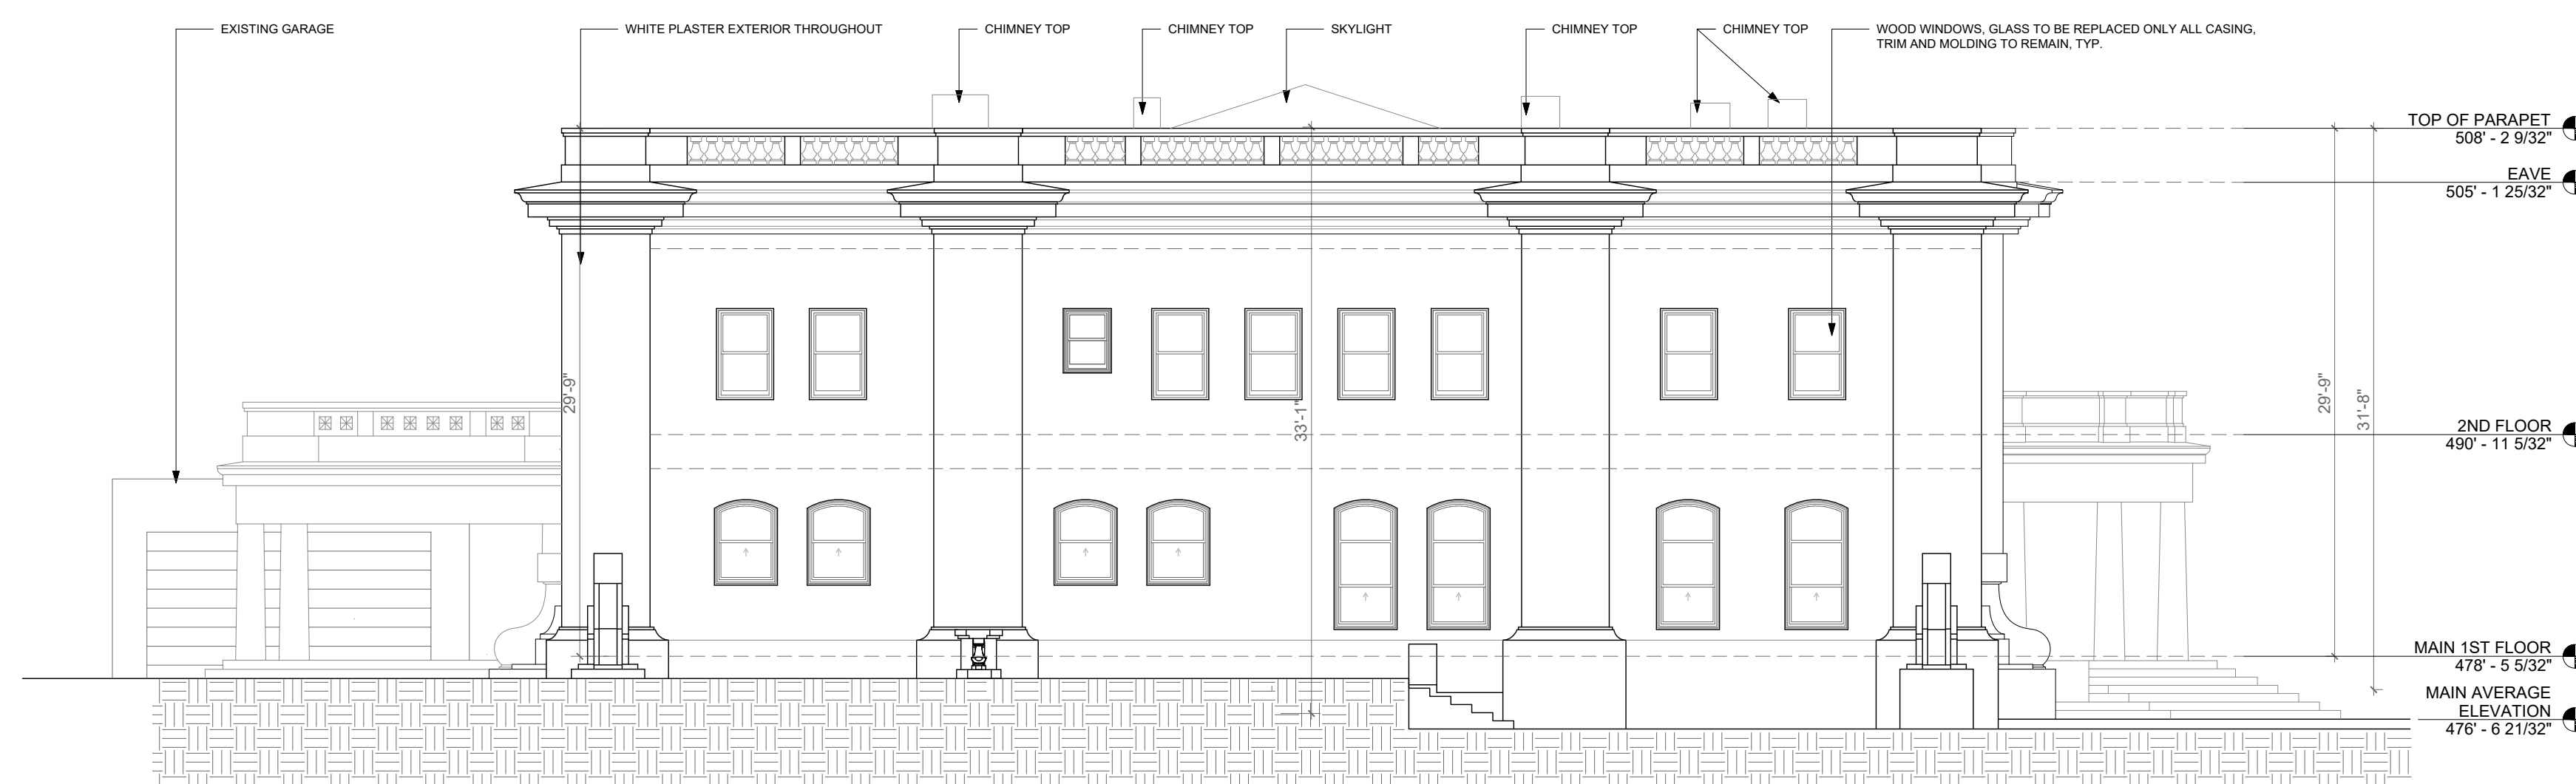 EXISTING GARAGE
WHITE PLASTER EXTERIOR THROUGHOUT
CHIMNEY TOP
CHIMNEY TOP
SKYLIGHT
CHIMNEY TOP
CHIMNEY TOP
WOOD WINDOWS, GLASS TO BE REPLACED ONLY ALL CASING,
TRIM AND MOLDING TO REMAIN, TYP.
TOP OF PARAPET
508' - 2 9/32"
EAVE
505' - 1 25/32"
29'-9"
33'-1"
29'-9"
31'-8"
2ND FLOOR
490' - 11 5/32"
MAIN 1ST FLOOR
478' - 5 5/32"
MAIN AVERAGE
ELEVATION
476' - 6 21/32"